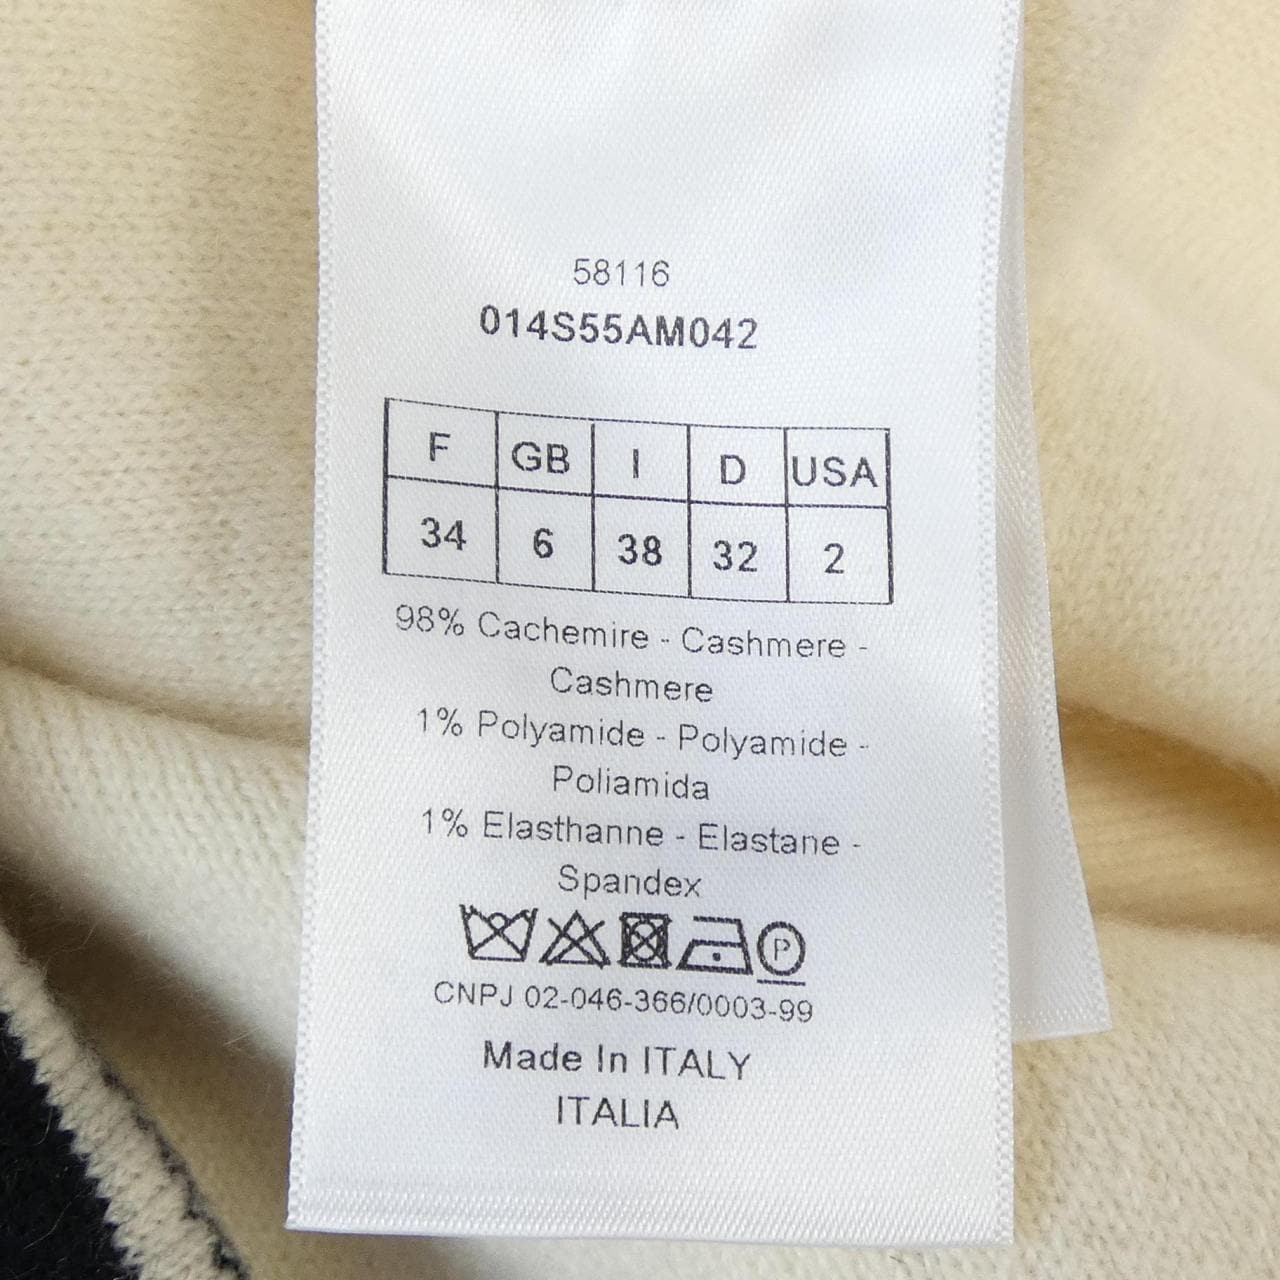 58116
014S55AM042
F GB I D USA
34 6 38 32 2
98% Cachemire - Cashmere -
Cashmere
1% Polyamide - Polyamide -
Poliamida
1% Elasthanne - Elastane -
Spandex
P
CNPJ 02-046-366/0003-99
Made In ITALY
ITALIA